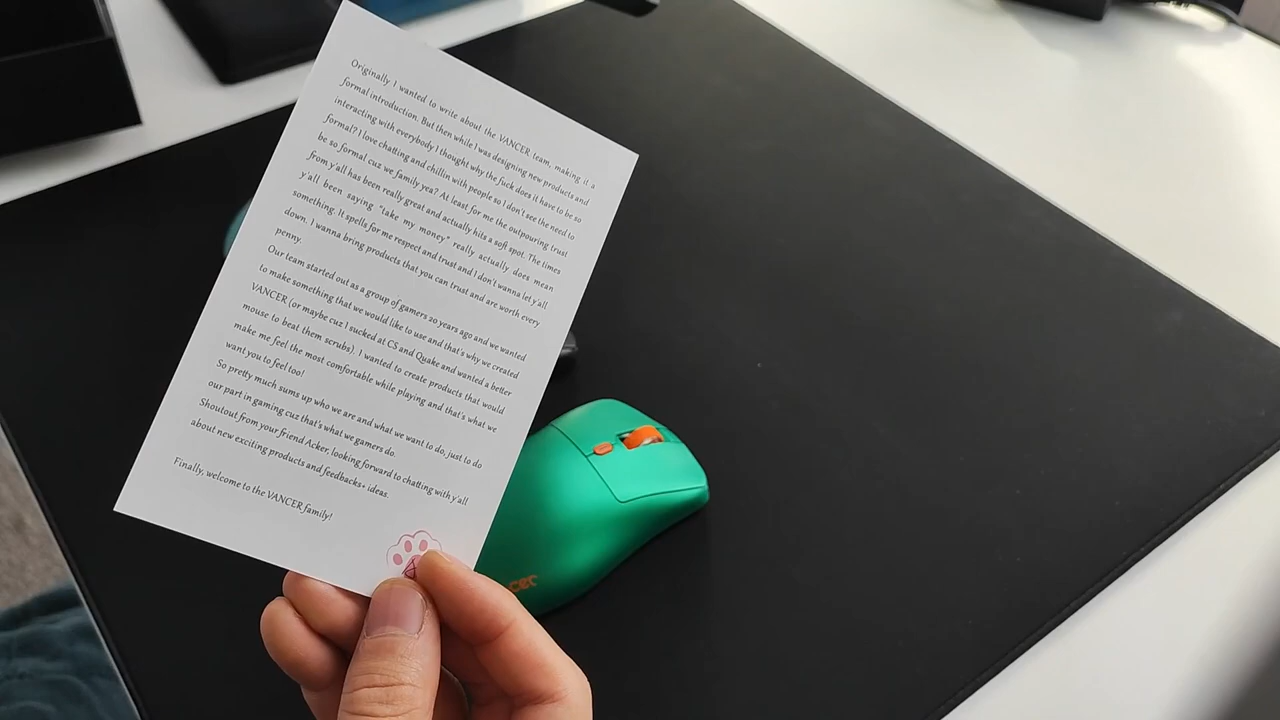 Originally I wanted to write about the VANCER team, making it a
formal introduction. But then while I was designing new products and
interacting with everybody I thought why the fuck does it have to be so
formal? I love chatting and chillin with people so I don't see the need to
be so formal cuz we family yea? At least for me the outpouring trust
from y'all has been really great and actually hits a soft spot. The times
y'all been saying "take my money" really actually does mean
something. It spells for me respect and trust and I don't wanna let y'all
down. I wanna bring products that you can trust and are worth every
penny.
Our team started out as a group of gamers 20 years ago and we wanted
to make something that we would like to use and that's why we created
VANCER (or maybe cuz I sucked at CS and Quake and wanted a better
mouse to beat them scrubs). I wanted to create products that would
make me feel the most comfortable while playing and that's what we
want you to feel too!
So pretty much sums up who we are and what we want to do, just to do
our part in gaming cuz that's what we gamers do.
Shoutout from your friend Acker, looking forward to chatting with y'all
about new exciting products and feedbacks+ ideas.
Finally, welcome to the VANCER family!
cer